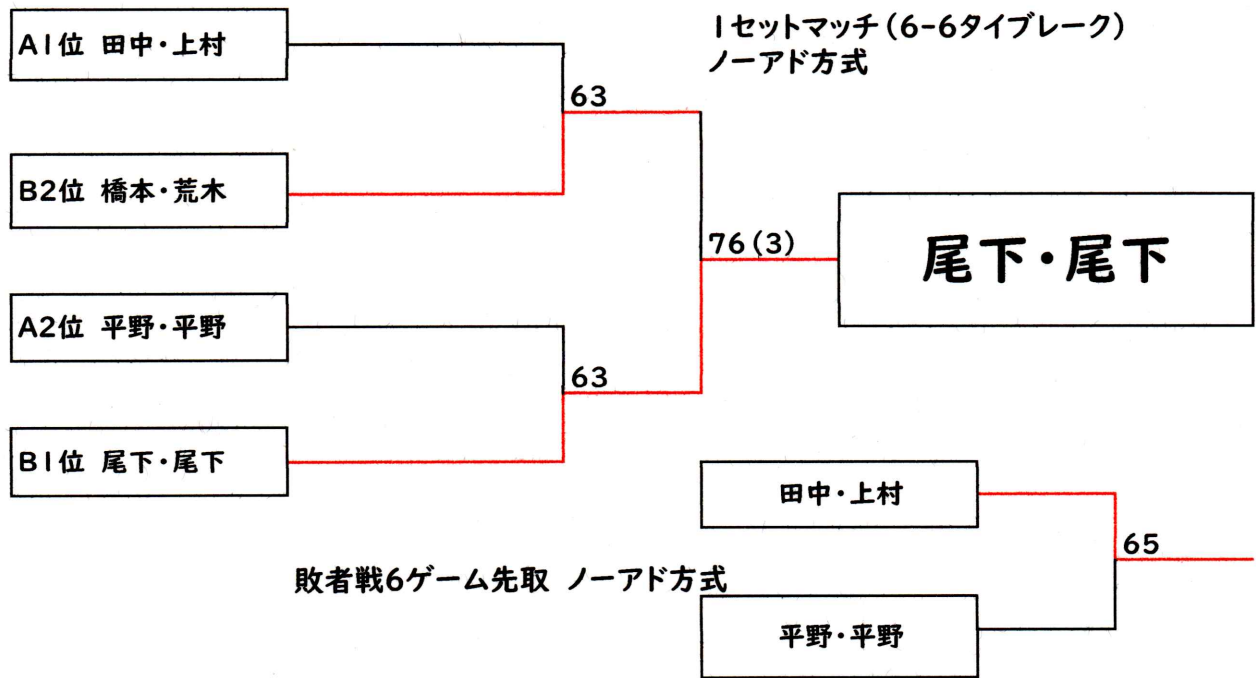 A1位 田中・上村
1セットマッチ(6-6タイブレーク)
ノーアド方式
63
B2位 橋本・荒木
76(3)
尾下・尾下
A2位 平野・平野
63
B1位 尾下・尾下
田中・上村
65
敗者戦6ゲーム先取 ノーアド方式
平野・平野